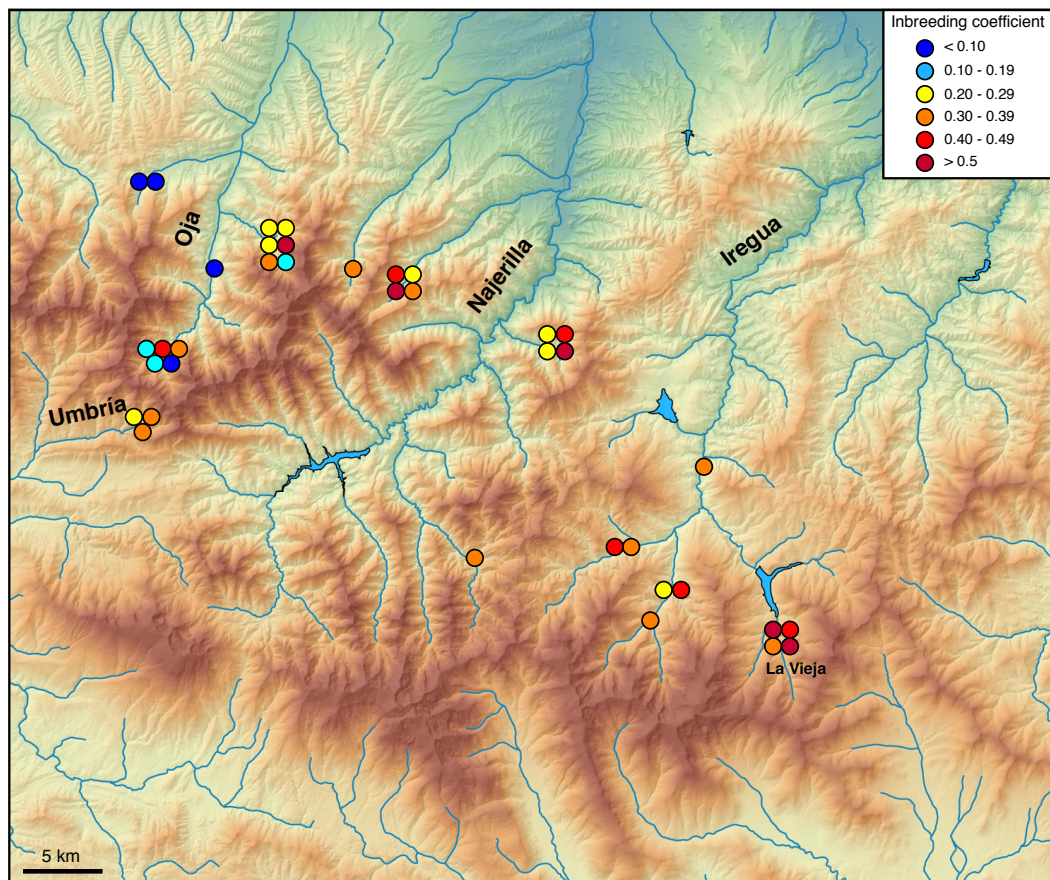 Inbreeding coefficient
< 0.10
0.10 - 0.19
0.20 - 0.29
0.30 - 0.39
0.40 - 0.49
> 0.5
Oja
Iregua
Najerilla
Umbría
La Vieja
5 km